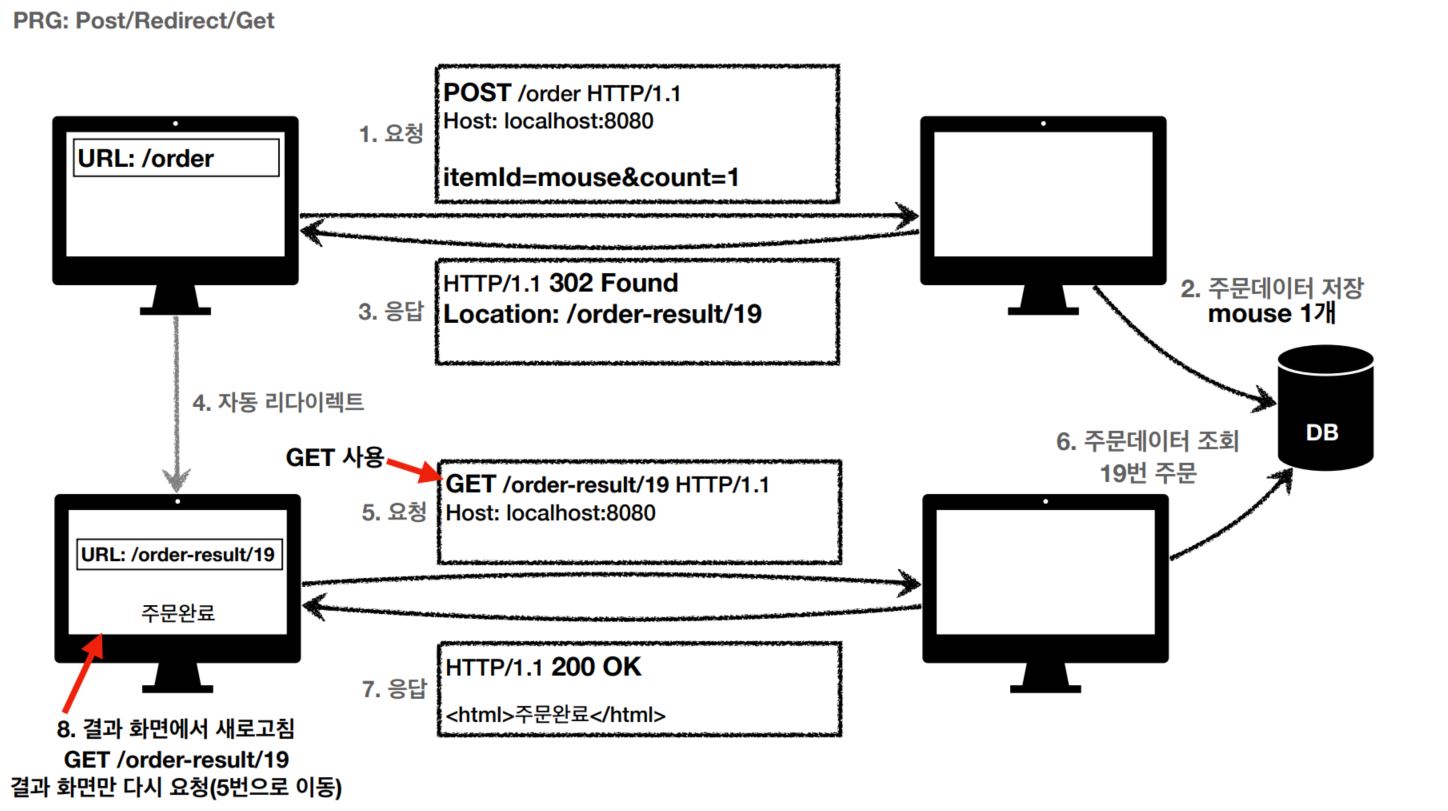 PRG: Post/Redirect/Get
URL: /order
1. 요청
POST /order HTTP/1.1
Host: localhost:8080
itemId=mouse&count=1
3. 응답
HTTP/1.1 302 Found
Location: /order-result/19
2. 주문데이터 저장
mouse 1개
DB
4. 자동 리다이렉트
GET 사용
5. 요청
GET /order-result/19 HTTP/1.1
Host: localhost:8080
6. 주문데이터 조회
19번 주문
URL: /order-result/19
주문완료
7. 응답
HTTP/1.1 200 OK
<html>주문완료</html>
8. 결과 화면에서 새로고침
GET /order-result/19
결과 화면만 다시 요청(5번으로 이동)